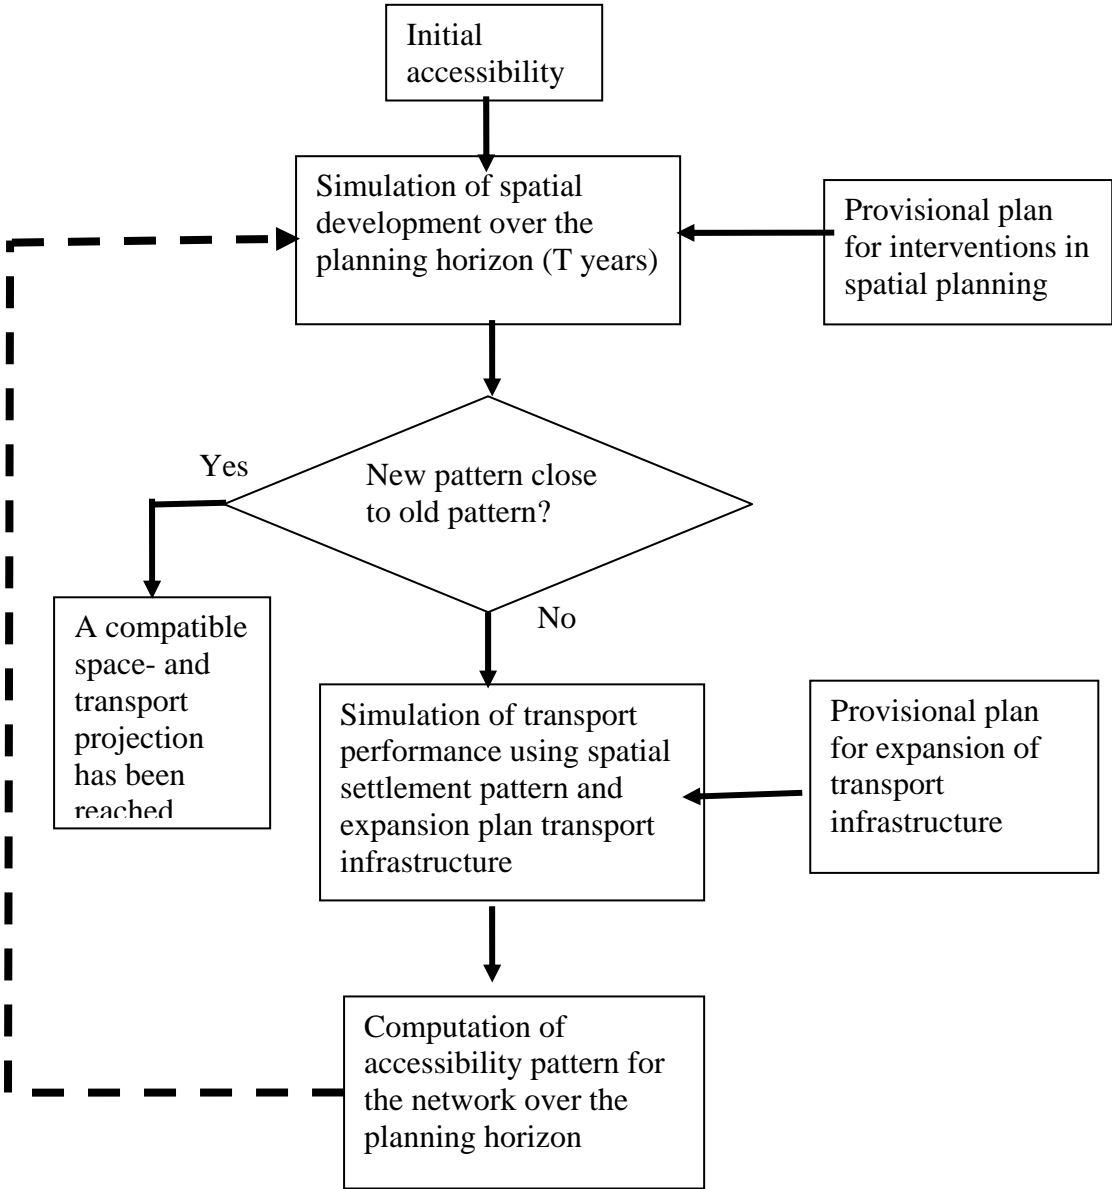 Initial
accessibility
Simulation of spatial
development over the
planning horizon (T years)
Provisional plan
for interventions in
spatial planning
Yes
New pattern close
to old pattern?
No
A compatible
space- and
transport
projection
has been
reached
Simulation of transport
performance using spatial
settlement pattern and
expansion plan transport
infrastructure
Provisional plan
for expansion of
transport
infrastructure
Computation of
accessibility pattern for
the network over the
planning horizon